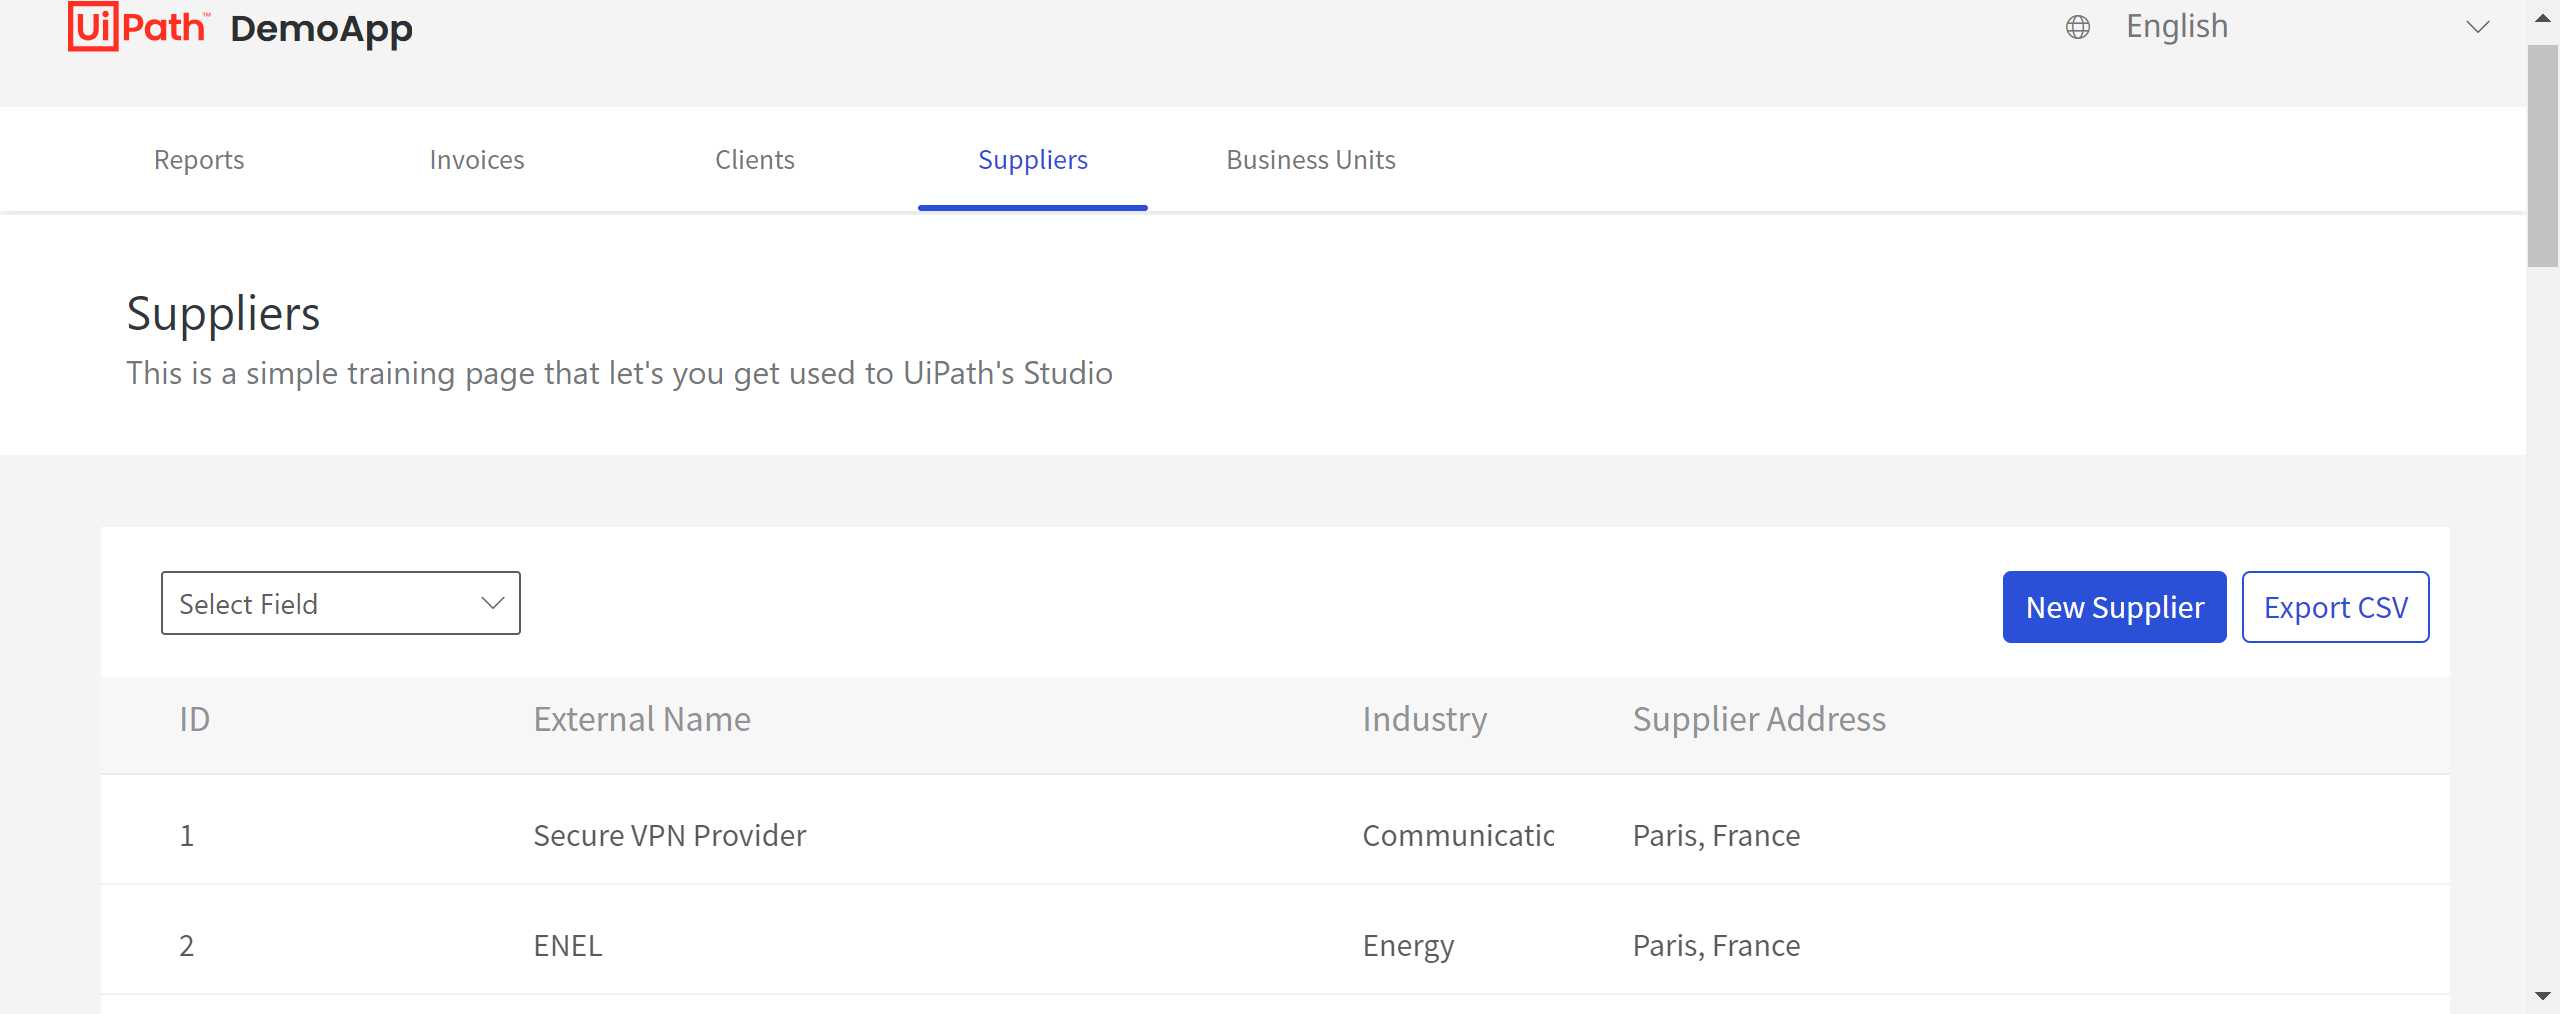 UiPath™ DemoApp English
Reports Invoices Clients Suppliers Business Units
Suppliers
This is a simple training page that let's you get used to UiPath's Studio
Select Field New Supplier Export CSV
ID External Name Industry Supplier Address
1 Secure VPN Provider Communicatic Paris, France
2 ENEL Energy Paris, France